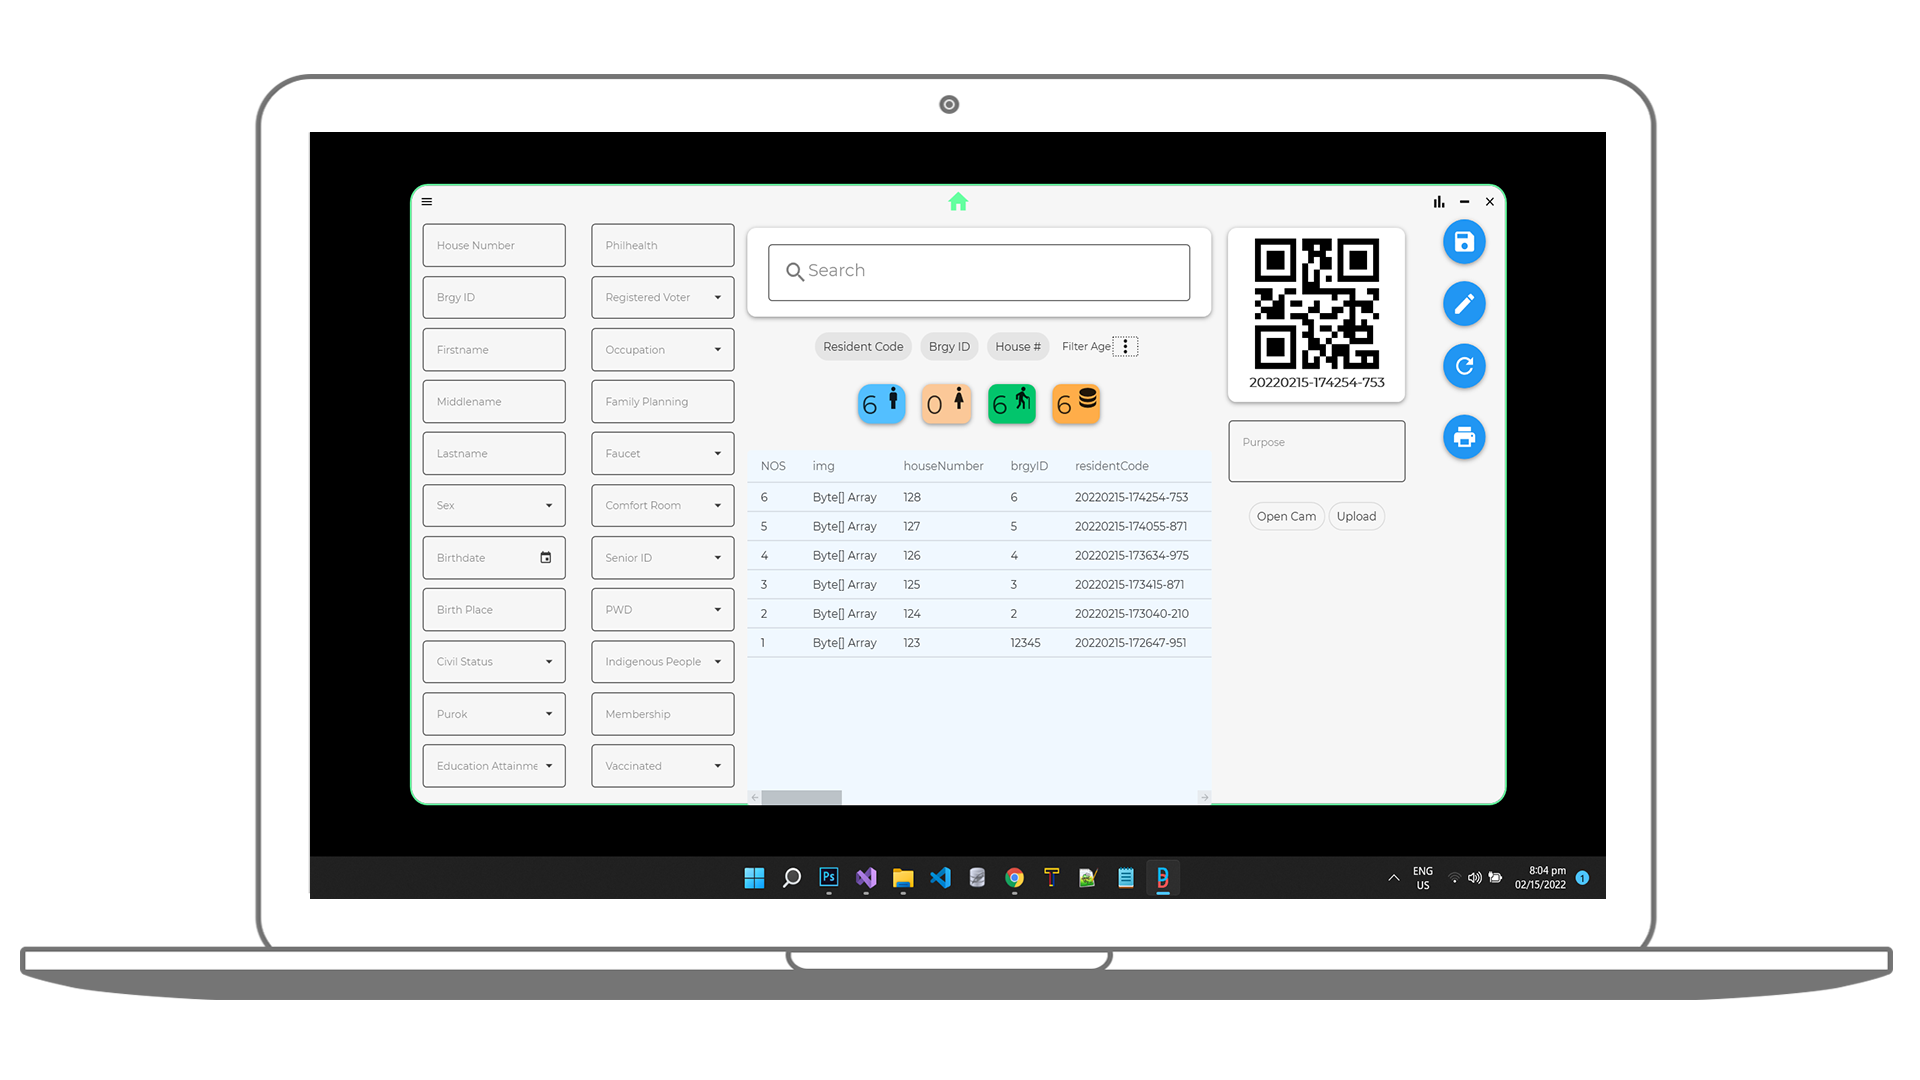 House Number
Brgy ID
Firstname
Middlename
Lastname
Sex
Birthdate
Birth Place
Civil Status
Purok
Education Attainme
Philhealth
Registered Voter
Occupation
Family Planning
Faucet
Comfort Room
Senior ID
PWD
Indigenous People
Membership
Vaccinated
Search
Resident Code Brgy ID House # Filter Age
6 0 6 6
NOS img houseNumber brgyID residentCode
6 Byte[] Array 128 6 20220215-174254-753
5 Byte[] Array 127 5 20220215-174055-871
4 Byte[] Array 126 4 20220215-173634-975
3 Byte[] Array 125 3 20220215-173415-871
2 Byte[] Array 124 2 20220215-173040-210
1 Byte[] Array 123 12345 20220215-172647-951
20220215-174254-753
Purpose
Open Cam Upload
Ps
ENG
US
8:04 pm
02/15/2022
1